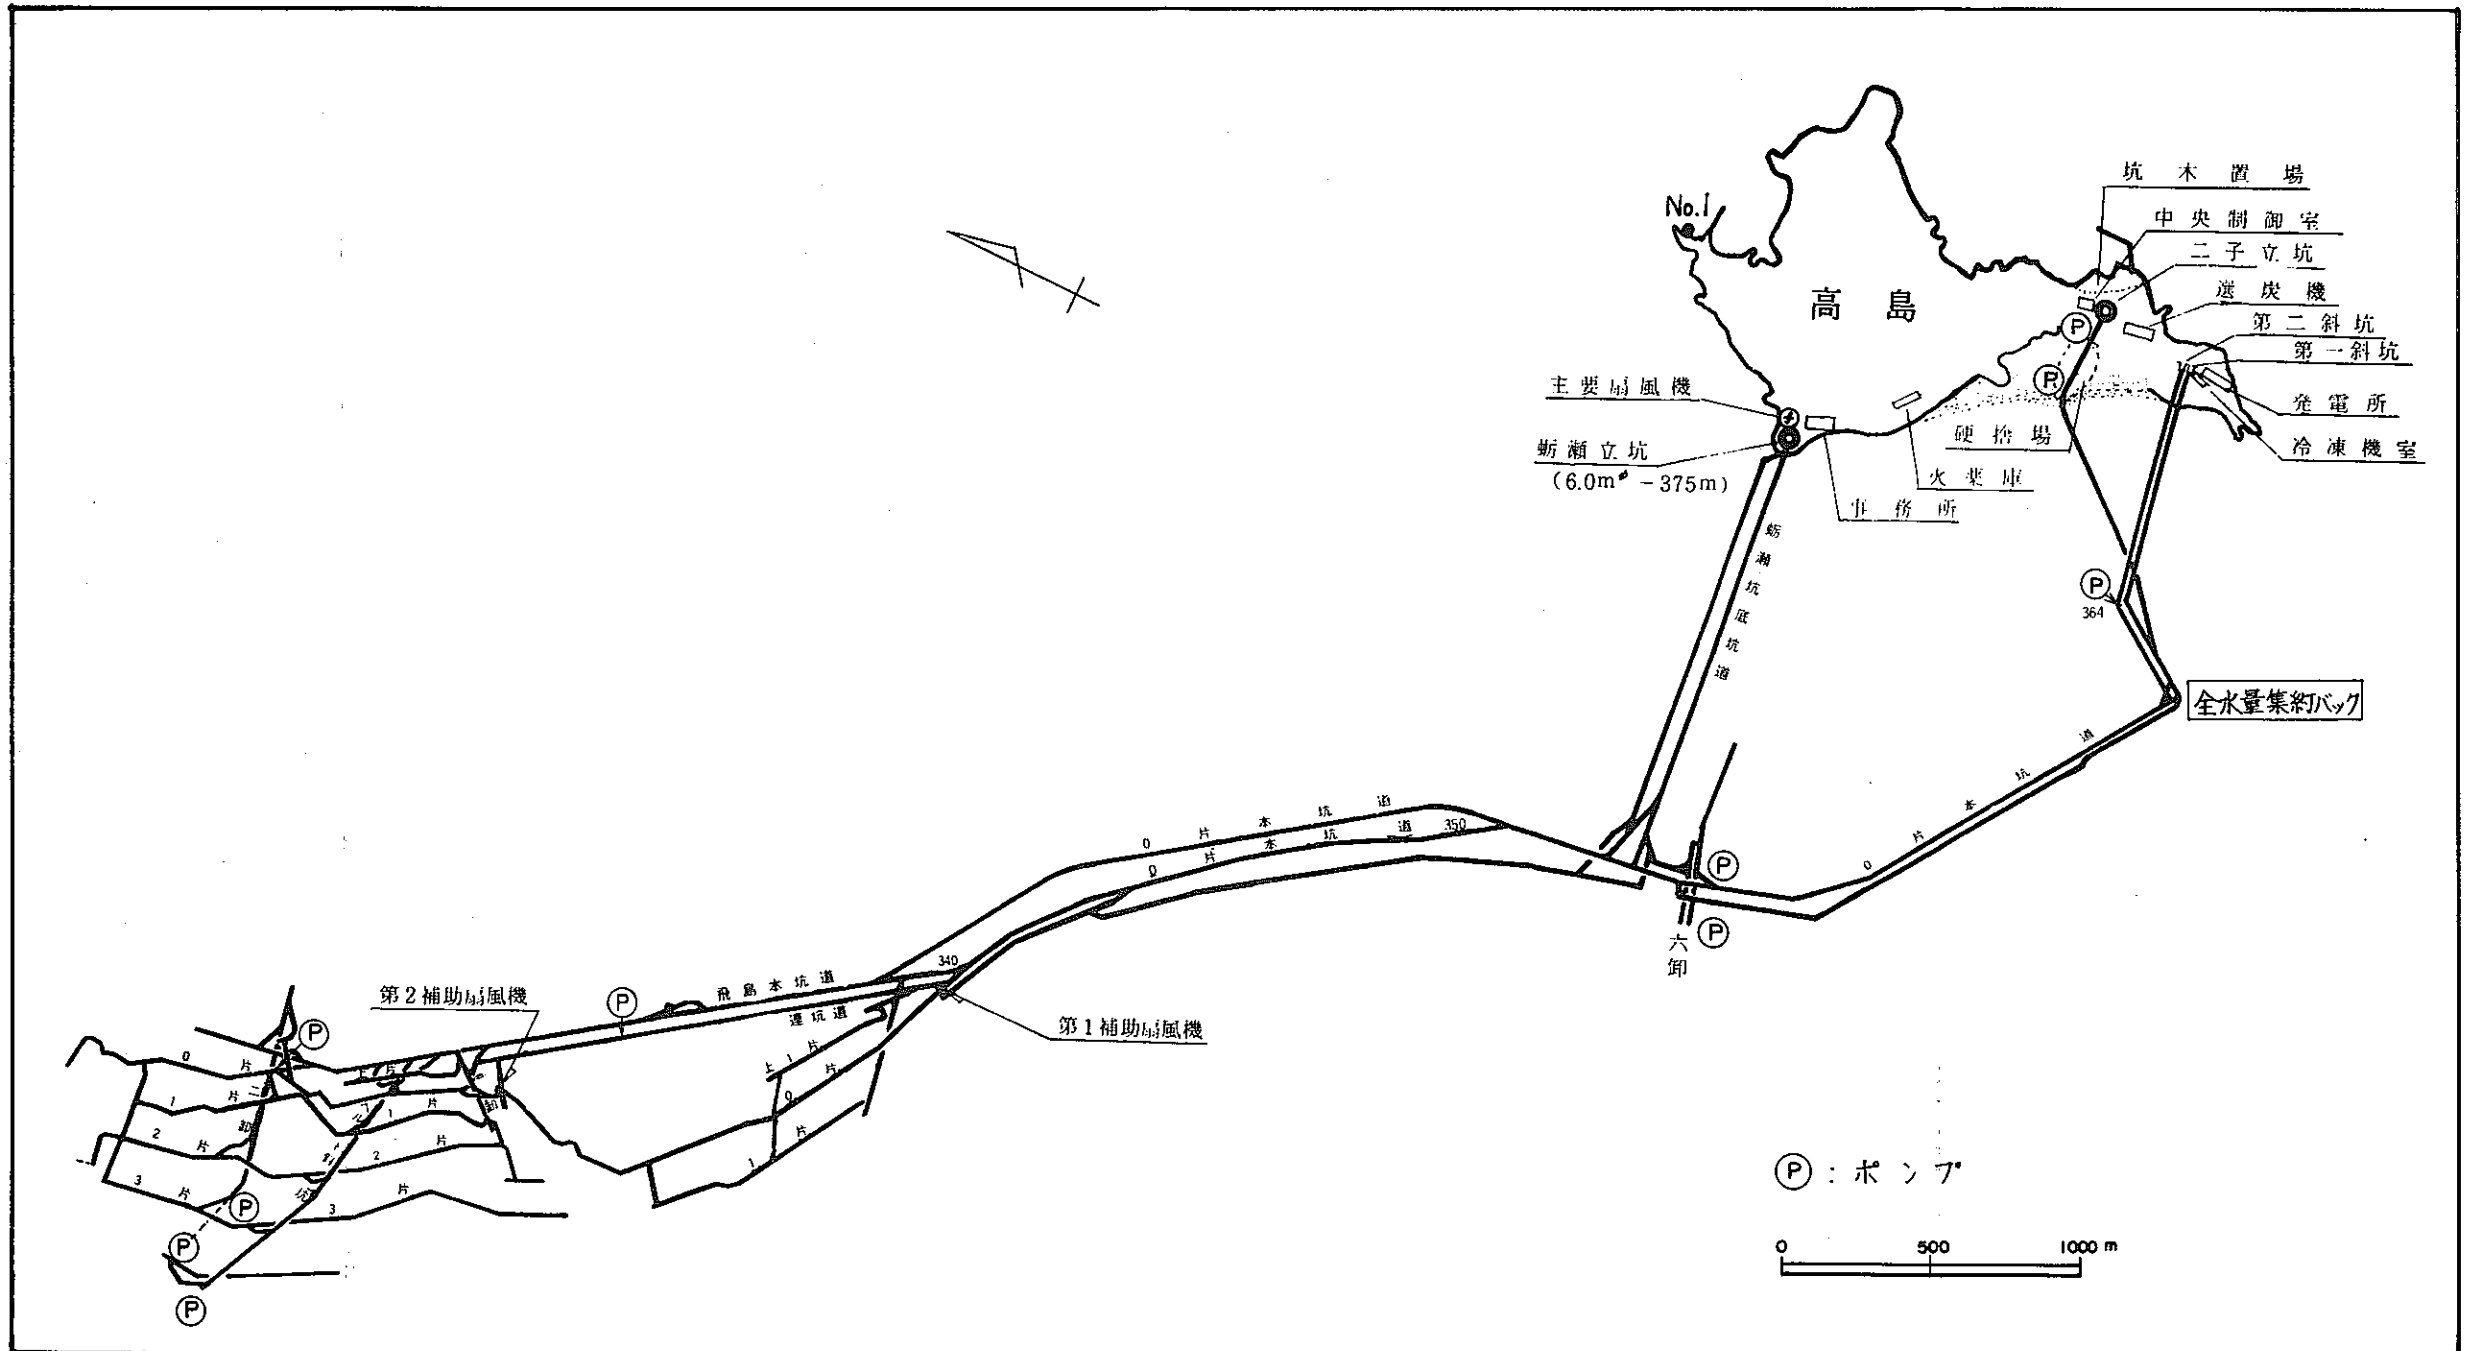 坑木置場
中央制御室
No.1
二子立坑
選炭機
高島
第二斜坑
P
第一斜坑
主要扇風機
P
発電所
硬捨場
蛎瀬立坑
冷凍機室
(6.0mφ -375m)
火薬庫
事務所
蛎瀬坑底坑道
P
364
全水量集約バック
0片本坑道
0片本坑道
350
0片本坑道
P
P
六卸
340
飛島本坑道
連坑道
第2補助扇風機
P
第1補助扇風機
P
0片
上片
上1片
1片
二卸
1片
0片
2片
2片
1片
3片
3片
P
P
P
P : ポンプ
0 500 1000m